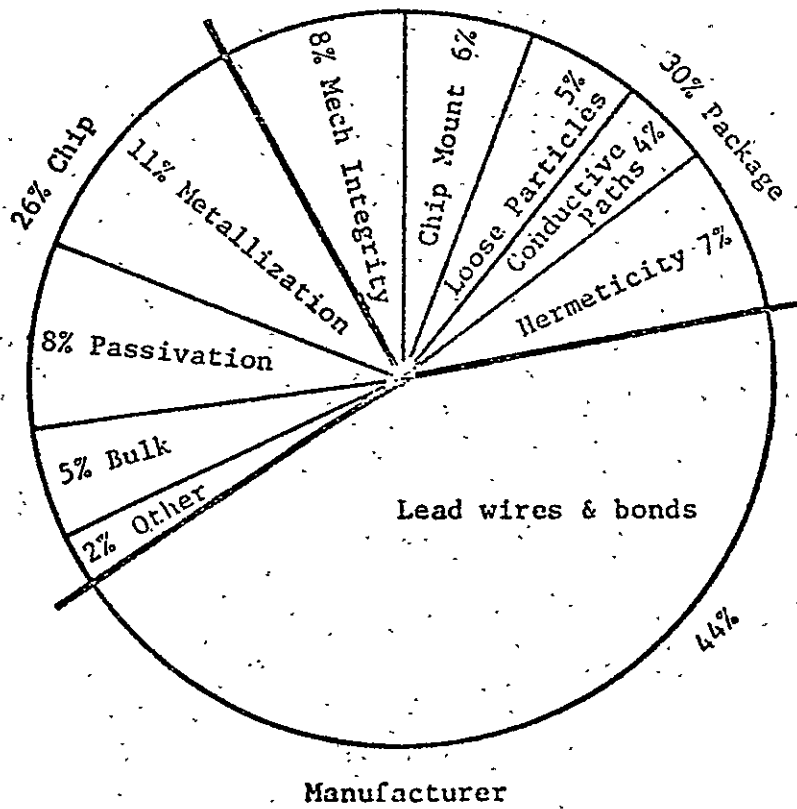 8% Mech Integrity
Chip Mount 6%
5%
Loose Particles
Conductive 4%
Paths
Hermeticity 7%
30% Package
26% Chip
11% Metallization
8% Passivation
5% Bulk
2% Other
Lead wires & bonds
44%
Manufacturer